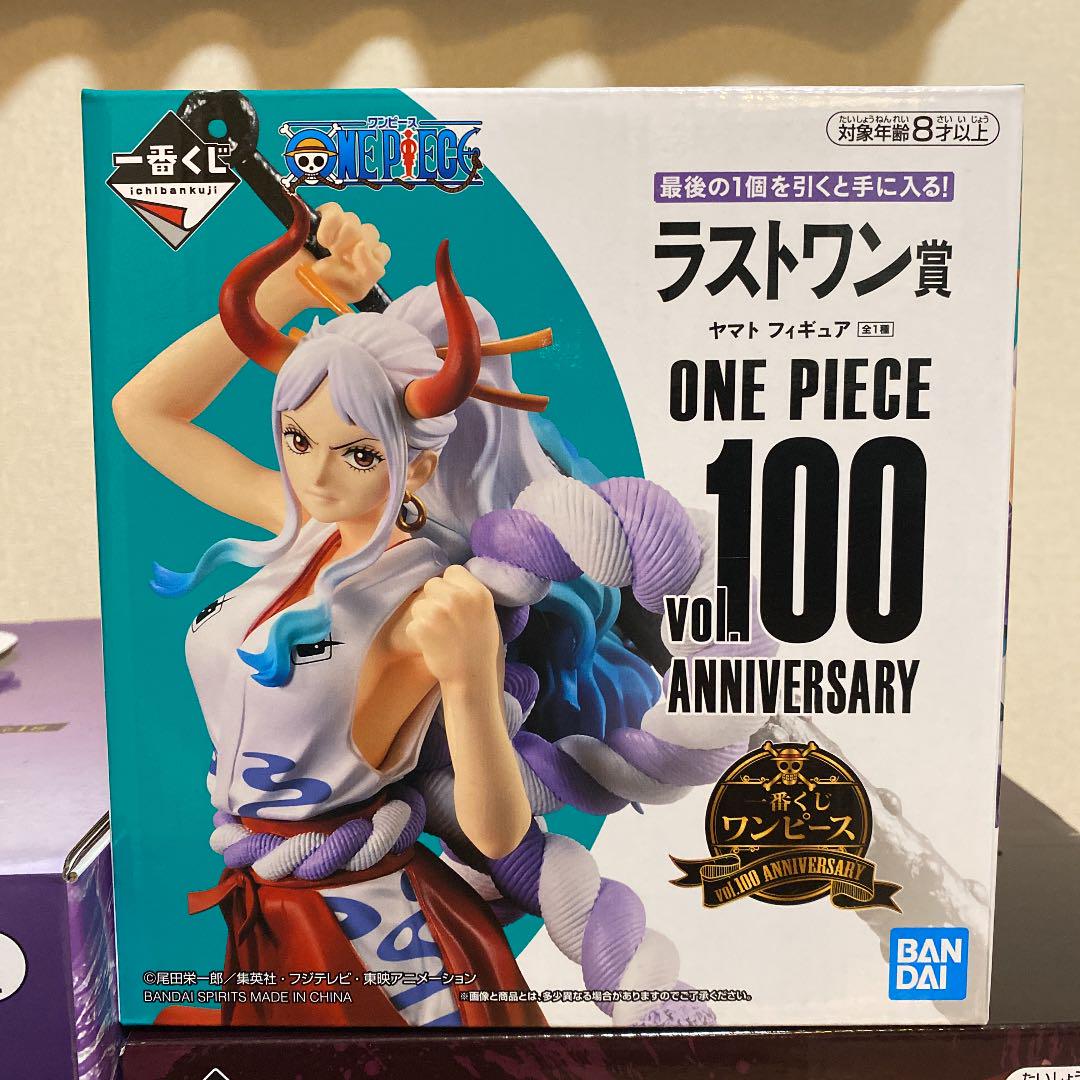 一番くじ
ichibankuji
ワンピース
ONE PIECE
たいしょうねんれい さい いじょう
対象年齢8才以上
最後の1個を引くと手に入る!
ラストワン賞
ヤマト フィギュア 全1種
ONE PIECE
vol.100
ANNIVERSARY
一番くじ
ワンピース
vol.100 ANNIVERSARY
©尾田栄一郎/集英社・フジテレビ・東映アニメーション
BANDAI SPIRITS MADE IN CHINA
※画像と商品とは、多少異なる場合がありますのでご了承ください。
BAN
DAI
たいしょう